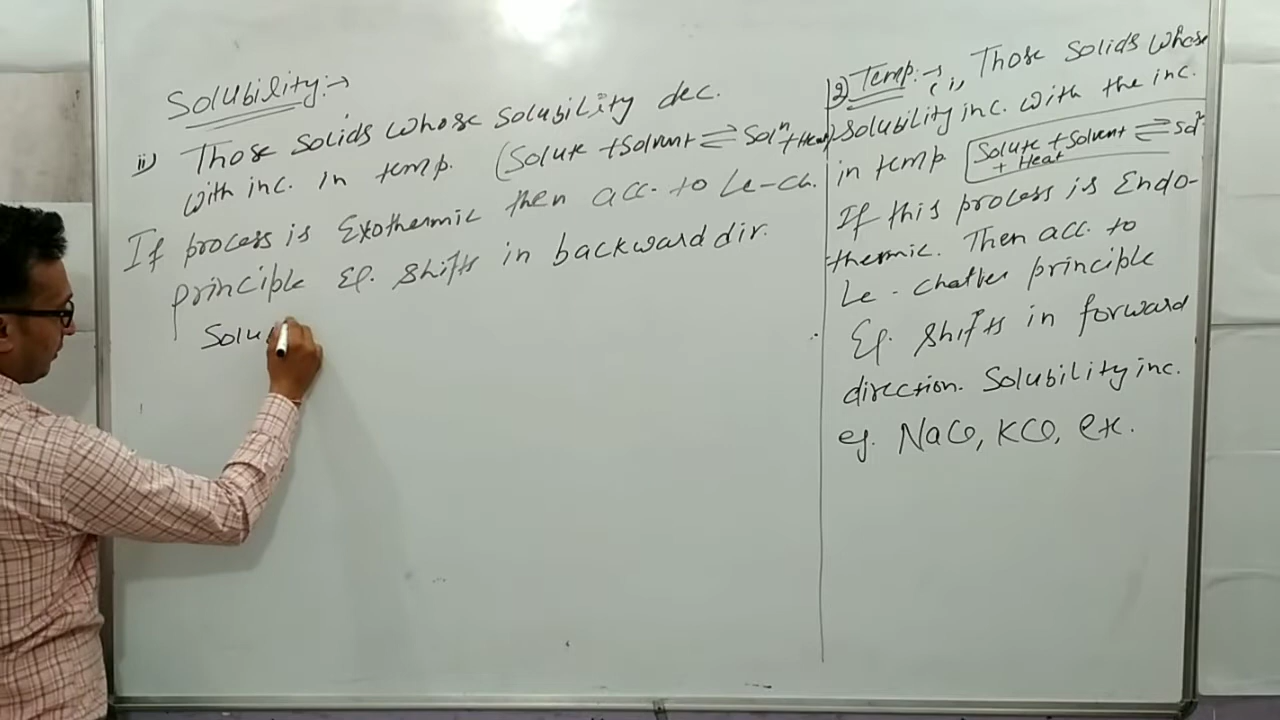 Solubility:→
ii) Those Solids whose Solubility dec.
with inc. in temp. (Solute + Solvent ⇌ Solⁿ + Heat)
If process is Exothermic then acc. to Le-ch.
principle Eq. shifts in backward dir.
Solu
2) Temp:→ (i) Those Solids whose
Solubility inc. with the inc.
in temp. Solute + Solvent ⇌ Solⁿ
+ Heat
If this process is Endo-
thermic. Then acc. to
Le-chatlier principle
Eq. shifts in forward
direction. Solubility inc.
eg. NaCl, KCl, etc.